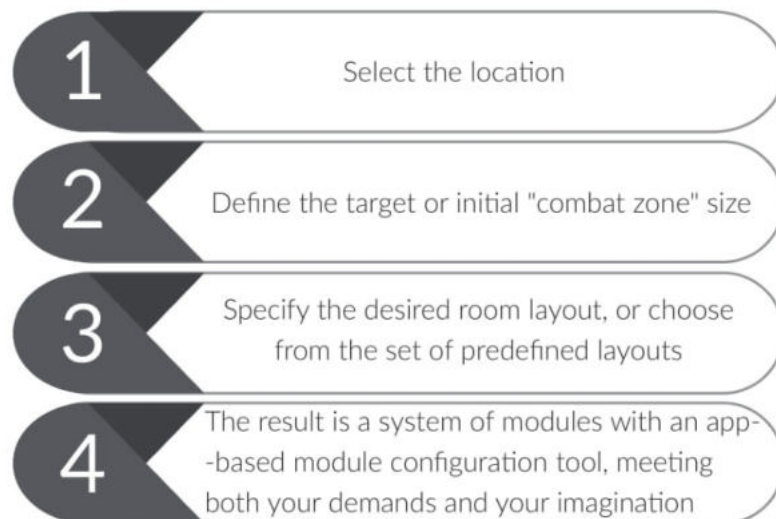 1
Select the location
2
Define the target or initial "combat zone" size
3
Specify the desired room layout, or choose
from the set of predefined layouts
4
The result is a system of modules with an app-
-based module configuration tool, meeting
both your demands and your imagination